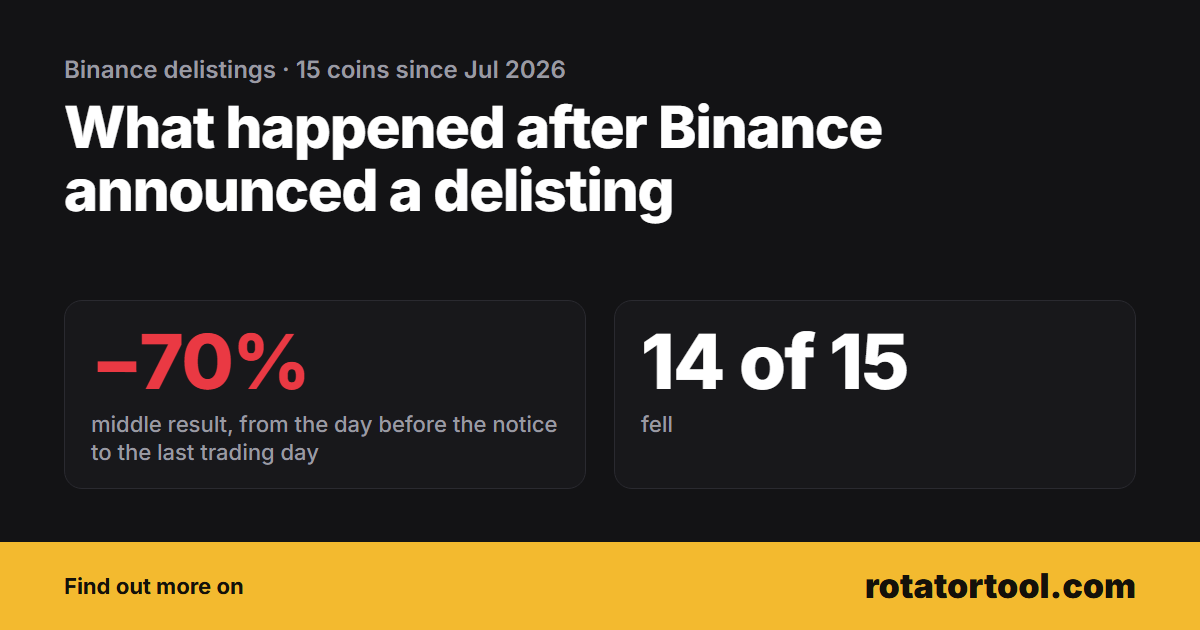 Binance delistings · 15 coins since Jul 2026
What happened after Binance
announced a delisting
–70%
middle result, from the day before the notice
to the last trading day
14 of 15
fell
Find out more on
rotatortool.com